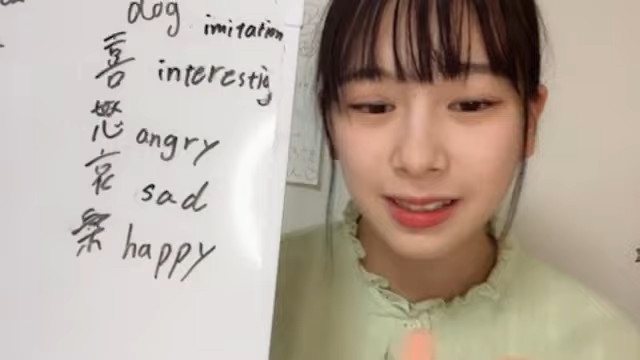 dog imitation
喜 interestig
怒 angry
哀 sad
楽 happy